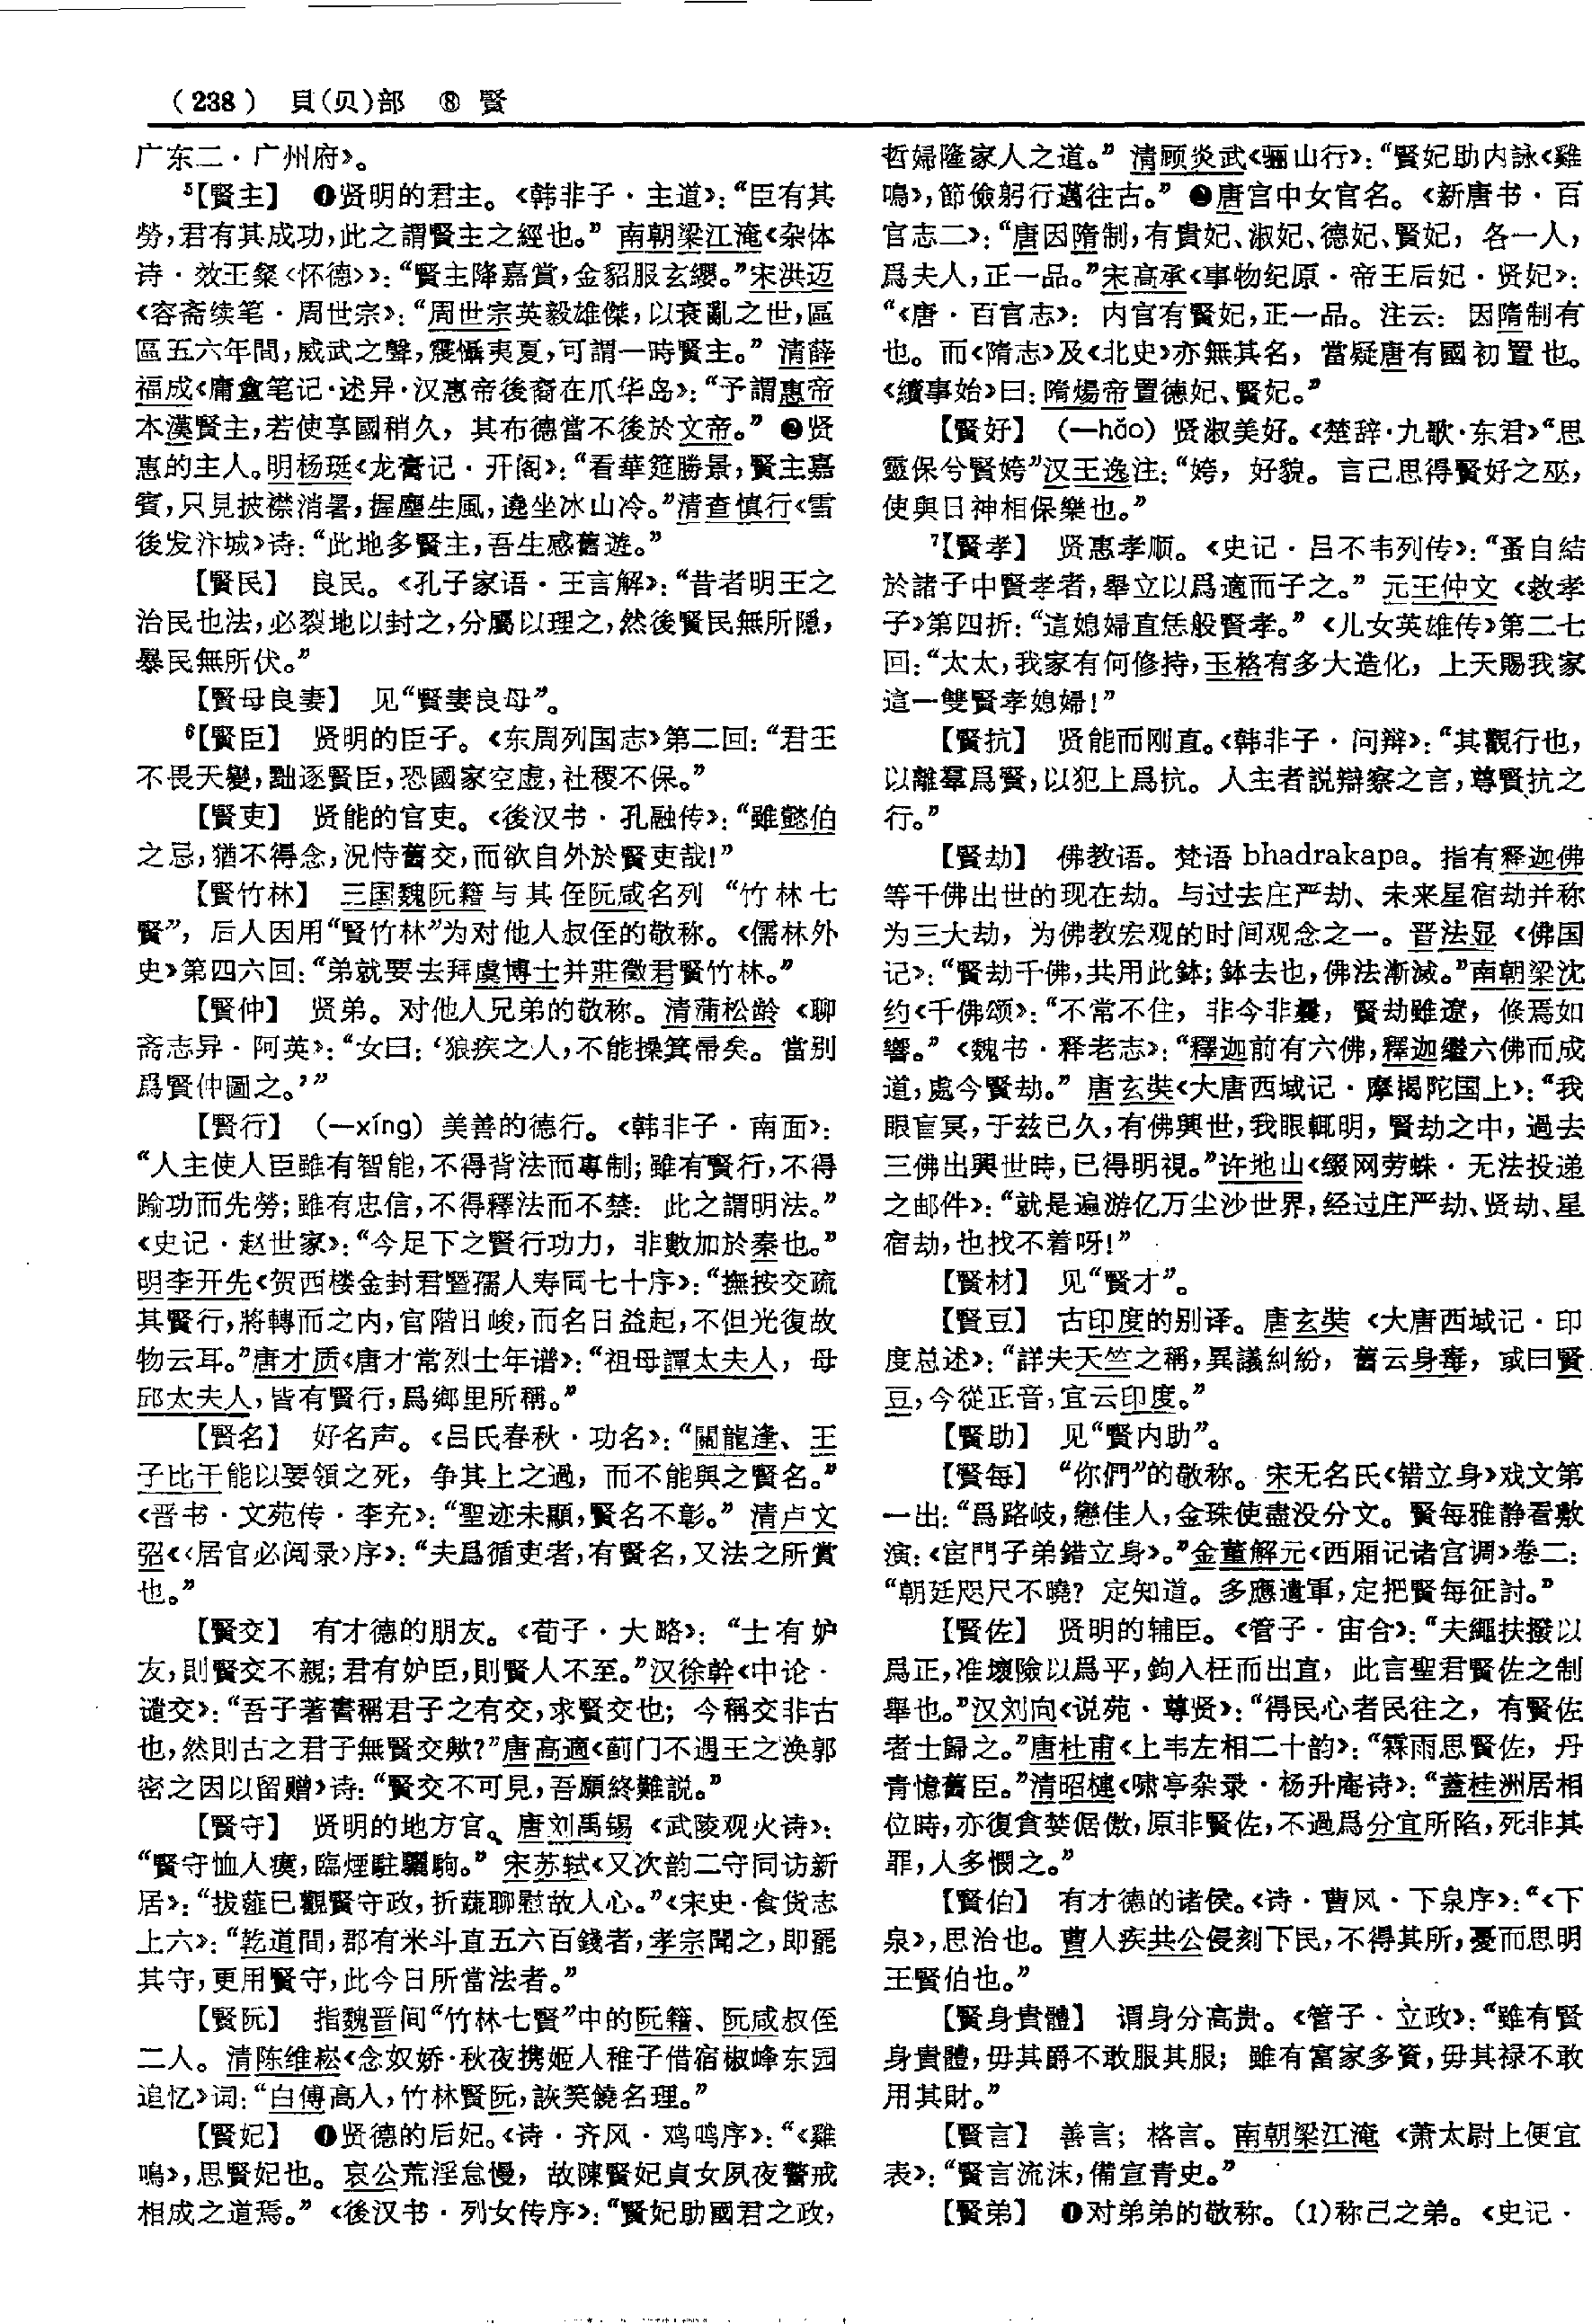 （238） 貝(贝)部 ⑧ 賢
广东二·广州府》。
⁵【賢主】 ❶贤明的君主。《韩非子·主道》：“臣有其
勞，君有其成功，此之謂賢主之經也。”南朝梁江淹《杂体
诗·效王粲〈怀德〉》：“賢主降嘉賞，金貂服玄纓。”宋洪迈
《容斋续笔·周世宗》：“周世宗英毅雄傑，以衰亂之世，區
區五六年間，威武之聲，震懾夷夏，可謂一時賢主。”清薛
福成《庸盦笔记·述异·汉惠帝後裔在爪华岛》：“予謂惠帝
本漢賢主，若使享國稍久，其布德當不後於文帝。”❷贤
惠的主人。明杨珽《龙膏记·开阁》：“看華筵勝景，賢主嘉
賓，只見披襟消暑，握麈生風，遶坐冰山冷。”清查慎行《雪
後发汴城》诗：“此地多賢主，吾生感舊遊。”
【賢民】 良民。《孔子家语·王言解》：“昔者明王之
治民也法，必裂地以封之，分屬以理之，然後賢民無所隱，
暴民無所伏。”
【賢母良妻】 见“賢妻良母”。
⁶【賢臣】 贤明的臣子。《东周列国志》第二回：“君王
不畏天變，黜逐賢臣，恐國家空虚，社稷不保。”
【賢吏】 贤能的官吏。《後汉书·孔融传》：“雖懿伯
之忌，猶不得念，況恃舊交，而欲自外於賢吏哉！”
【賢竹林】 三国魏阮籍与其侄阮咸名列“竹林七
賢”，后人因用“賢竹林”为对他人叔侄的敬称。《儒林外
史》第四六回：“弟就要去拜虞博士并莊徵君賢竹林。”
【賢仲】 贤弟。对他人兄弟的敬称。清蒲松龄《聊
斋志异·阿英》：“女曰：‘狼疾之人，不能操箕帚矣。當别
爲賢仲圖之。’”
【賢行】 （—xíng）美善的德行。《韩非子·南面》：
“人主使人臣雖有智能，不得背法而專制；雖有賢行，不得
踰功而先勞；雖有忠信，不得釋法而不禁：此之謂明法。”
《史记·赵世家》：“今足下之賢行功力，非數加於秦也。”
明李开先《贺西楼金封君暨孺人寿同七十序》：“撫按交疏
其賢行，將轉而之内，官階日峻，而名日益起，不但光復故
物云耳。”唐才质《唐才常烈士年谱》：“祖母譚太夫人，母
邱太夫人，皆有賢行，爲鄉里所稱。”
【賢名】 好名声。《吕氏春秋·功名》：“關龍逄、王
子比干能以要領之死，争其上之過，而不能與之賢名。”
《晋书·文苑传·李充》：“聖迹未顯，賢名不彰。”清卢文
弨《〈居官必阅录〉序》：“夫爲循吏者，有賢名，又法之所賞
也。”
【賢交】 有才德的朋友。《荀子·大略》：“士有妒
友，則賢交不親；君有妒臣，則賢人不至。”汉徐幹《中论·
谴交》：“吾子著書稱君子之有交，求賢交也；今稱交非古
也，然則古之君子無賢交歟？”唐高適《蓟门不遇王之涣郭
密之因以留赠》诗：“賢交不可見，吾願終難説。”
【賢守】 贤明的地方官。唐刘禹锡《武陵观火诗》：
“賢守恤人瘼，臨煙駐驪駒。”宋苏轼《又次韵二守同访新
居》：“拔薤已觀賢守政，折蔬聊慰故人心。”《宋史·食货志
上六》：“乾道間，郡有米斗直五六百錢者，孝宗聞之，即罷
其守，更用賢守，此今日所當法者。”
【賢阮】 指魏晋间“竹林七賢”中的阮籍、阮咸叔侄
二人。清陈维崧《念奴娇·秋夜携姬人稚子借宿椒峰东园
追忆》词：“白傅高人，竹林賢阮，詼笑饒名理。”
【賢妃】 ❶贤德的后妃。《诗·齐风·鸡鸣序》：“《雞
鳴》，思賢妃也。哀公荒淫怠慢，故陳賢妃貞女夙夜警戒
相成之道焉。”《後汉书·列女传序》：“賢妃助國君之政，
哲婦隆家人之道。”清顾炎武《骊山行》：“賢妃助内詠《雞
鳴》，節儉躬行邁往古。”❷唐宫中女官名。《新唐书·百
官志二》：“唐因隋制，有貴妃、淑妃、德妃、賢妃，各一人，
爲夫人，正一品。”宋高承《事物纪原·帝王后妃·贤妃》：
“《唐·百官志》：内官有賢妃，正一品。注云：因隋制有
也。而《隋志》及《北史》亦無其名，當疑唐有國初置也。
《續事始》曰：隋煬帝置德妃、賢妃。”
【賢好】 （—hǎo）贤淑美好。《楚辞·九歌·东君》“思
靈保兮賢姱”汉王逸注：“姱，好貌。言己思得賢好之巫，
使與日神相保樂也。”
⁷【賢孝】 贤惠孝顺。《史记·吕不韦列传》：“蚤自結
於諸子中賢孝者，舉立以爲適而子之。”元王仲文《救孝
子》第四折：“這媳婦直恁般賢孝。”《儿女英雄传》第二七
回：“太太，我家有何修持，玉格有多大造化，上天賜我家
這一雙賢孝媳婦！”
【賢抗】 贤能而刚直。《韩非子·问辩》：“其觀行也，
以離羣爲賢，以犯上爲抗。人主者説辯察之言，尊賢抗之
行。”
【賢劫】 佛教语。梵语 bhadrakapa。指有释迦佛
等千佛出世的现在劫。与过去庄严劫、未来星宿劫并称
为三大劫，为佛教宏观的时间观念之一。晋法显《佛国
记》：“賢劫千佛，共用此鉢；鉢去也，佛法漸滅。”南朝梁沈
约《千佛颂》：“不常不住，非今非曩，賢劫雖遼，倏焉如
響。”《魏书·释老志》：“釋迦前有六佛，釋迦繼六佛而成
道，處今賢劫。”唐玄奘《大唐西域记·摩揭陀国上》：“我
眼盲冥，于兹已久，有佛興世，我眼輒明，賢劫之中，過去
三佛出興世時，已得明視。”许地山《缀网劳蛛·无法投递
之邮件》：“就是遍游亿万尘沙世界，经过庄严劫、贤劫、星
宿劫，也找不着呀！”
【賢材】 见“賢才”。
【賢豆】 古印度的别译。唐玄奘《大唐西域记·印
度总述》：“詳夫天竺之稱，異議糾紛，舊云身毒，或曰賢
豆，今從正音，宜云印度。”
【賢助】 见“賢内助”。
【賢每】 “你們”的敬称。宋无名氏《错立身》戏文第
一出：“爲路岐，戀佳人，金珠使盡没分文。賢每雅静看敷
演：《宦門子弟錯立身》。”金董解元《西厢记诸宫调》卷二：
“朝廷咫尺不曉？定知道。多應遣軍，定把賢每征討。”
【賢佐】 贤明的辅臣。《管子·宙合》：“夫繩扶撥以
爲正，准壞險以爲平，鈎入枉而出直，此言聖君賢佐之制
舉也。”汉刘向《说苑·尊贤》：“得民心者民往之，有賢佐
者士歸之。”唐杜甫《上韦左相二十韵》：“霖雨思賢佐，丹
青憶舊臣。”清昭槤《啸亭杂录·杨升庵诗》：“蓋桂洲居相
位時，亦復貪婪倨傲，原非賢佐，不過爲分宜所陷，死非其
罪，人多憫之。”
【賢伯】 有才德的诸侯。《诗·曹风·下泉序》：“《下
泉》，思治也。曹人疾共公侵刻下民，不得其所，憂而思明
王賢伯也。”
【賢身貴體】 谓身分高贵。《管子·立政》：“雖有賢
身貴體，毋其爵不敢服其服；雖有富家多資，毋其禄不敢
用其財。”
【賢言】 善言；格言。南朝梁江淹《萧太尉上便宜
表》：“賢言流沫，備宣青史。”
【賢弟】 ❶对弟弟的敬称。(1)称己之弟。《史记·